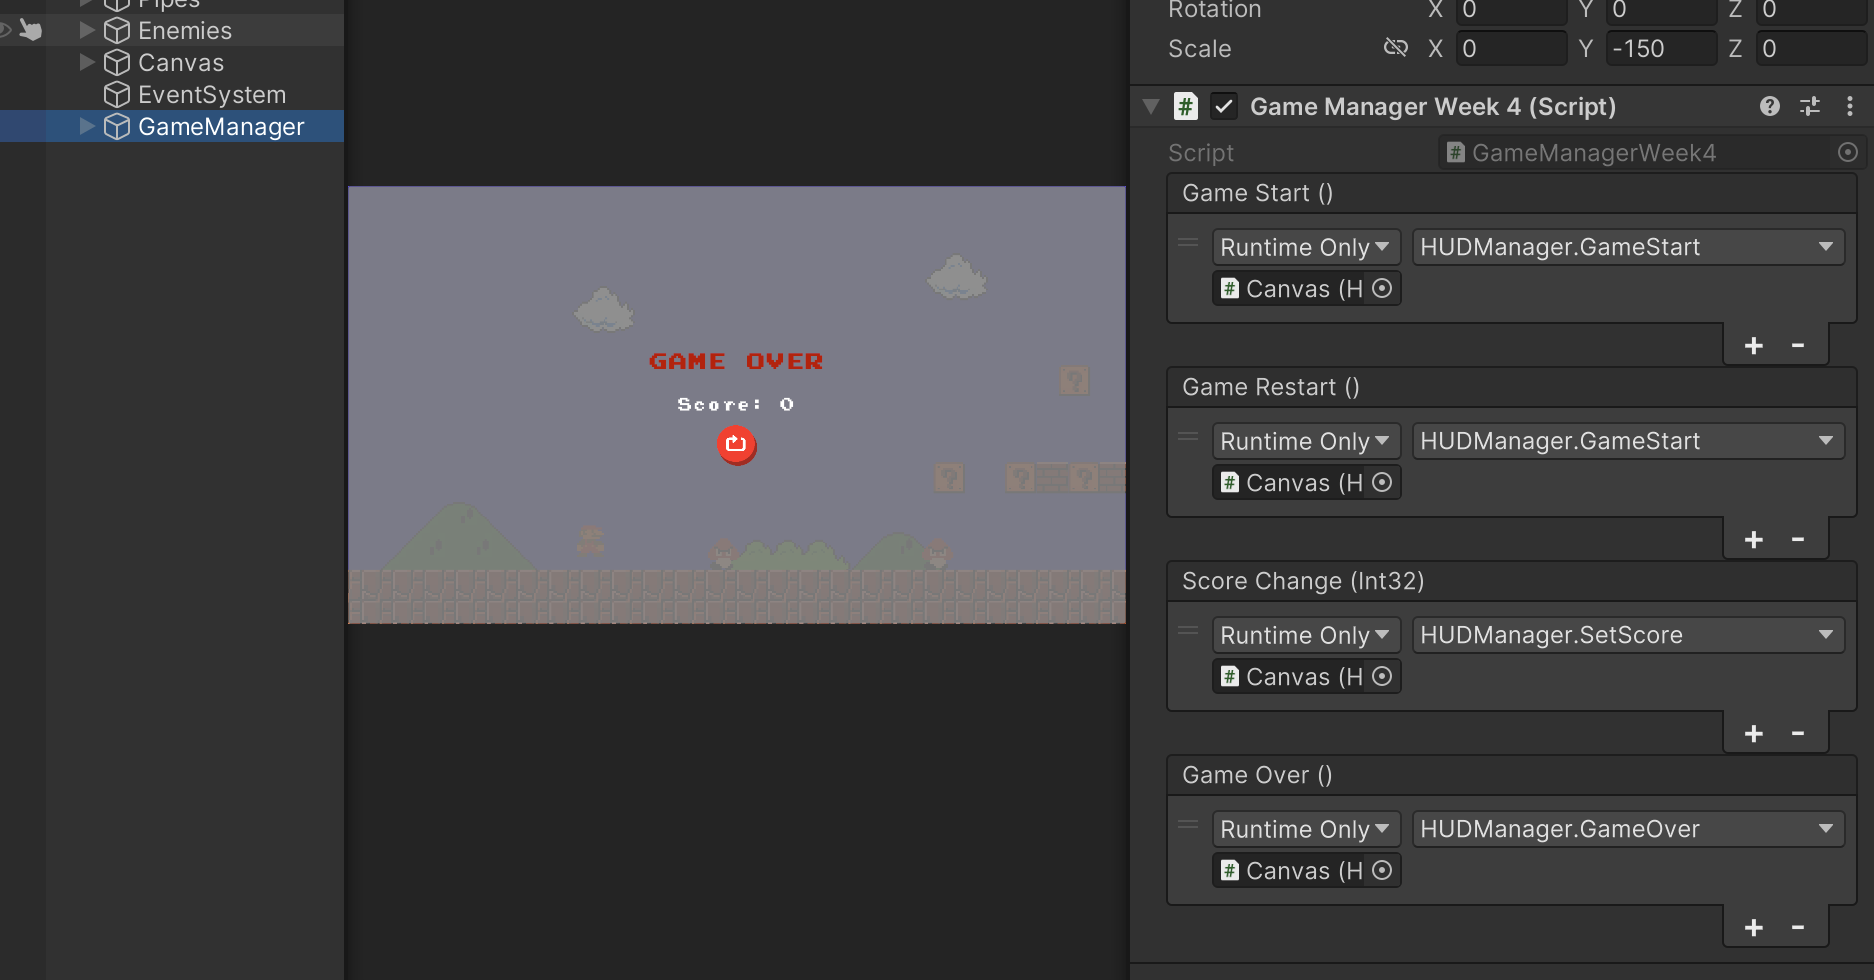 Pipes
Enemies
Canvas
EventSystem
GameManager
GAME OVER
Score: 0
?
?
?
?
Rotation X 0 Y 0 Z 0
Scale X 0 Y -150 Z 0
# Game Manager Week 4 (Script) ?
Script # GameManagerWeek4
Game Start ()
Runtime Only HUDManager.GameStart
# Canvas (H
+ -
Game Restart ()
Runtime Only HUDManager.GameStart
# Canvas (H
+ -
Score Change (Int32)
Runtime Only HUDManager.SetScore
# Canvas (H
+ -
Game Over ()
Runtime Only HUDManager.GameOver
# Canvas (H
+ -